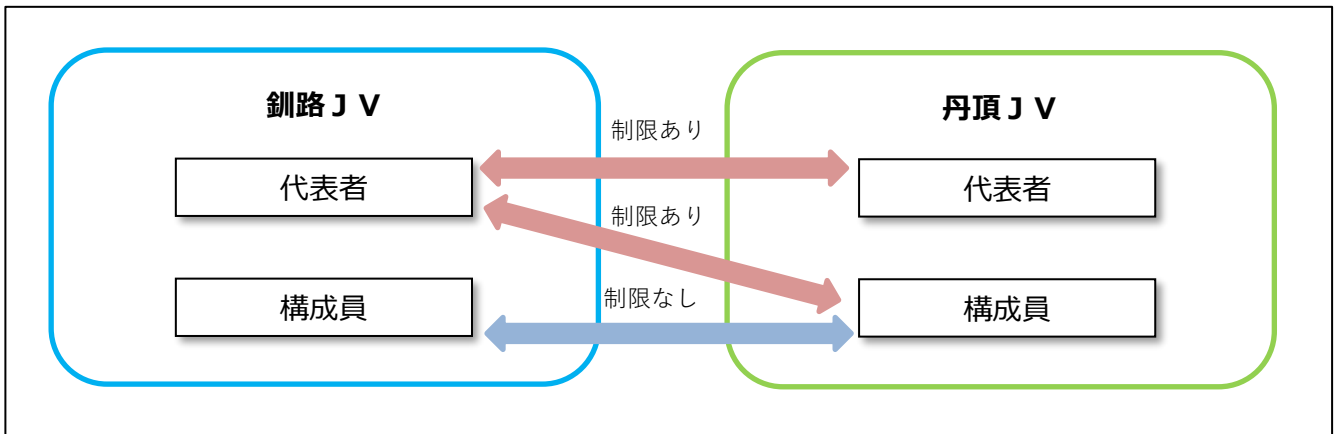 釧路ＪＶ
丹頂ＪＶ
制限あり
代表者
代表者
制限あり
制限なし
構成員
構成員